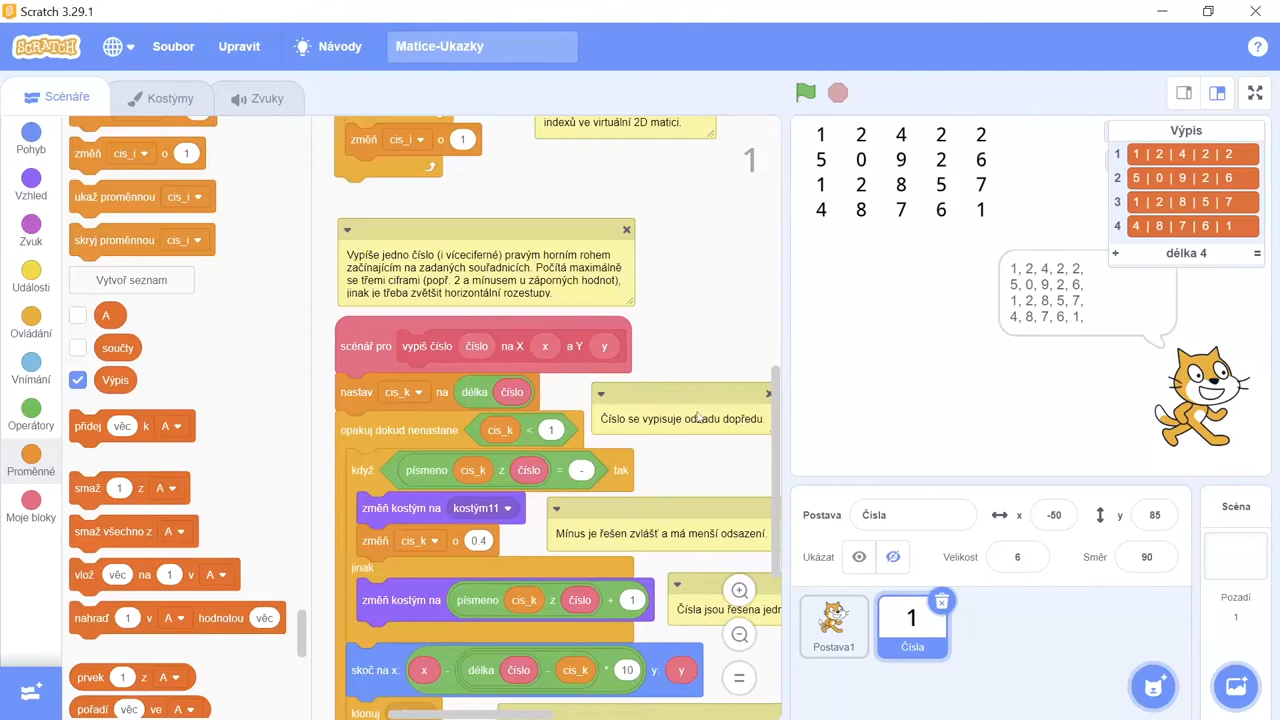 Scratch 3.29.1
SCRATCH
Soubor
Upravit
Návody
Matice-Ukazky
?
Scénáře
Kostýmy
Zvuky
Pohyb
Vzhled
Zvuk
Události
Ovládání
Vnímání
Operátory
Proměnné
Moje bloky
změň cis_i o 1
ukaž proměnnou cis_i
skryj proměnnou cis_i
Vytvoř seznam
A
součty
Výpis
přidej věc k A
smaž 1 z A
smaž všechno z A
vlož věc na 1 v A
nahraď 1 v A hodnotou věc
prvek 1 z A
pořadí věc ve A
indexů ve virtuální 2D matici.
změň cis_i o 1
1
Vypíše jedno číslo (i víceciferné) pravým horním rohem
začínajícím na zadaných souřadnicích. Počítá maximálně
se třemi ciframi (popř. 2 a mínusem u záporných hodnot),
jinak je třeba zvětšit horizontální rozestupy.
scénář pro vypiš číslo číslo na X x a Y y
nastav cis_k na délka číslo
Číslo se vypisuje odzadu dopředu.
opakuj dokud nenastane cis_k < 1
když písmeno cis_k z číslo = - tak
změň kostým na kostým11
Mínus je řešen zvlášť a má menší odsazení.
změň cis_k o 0.4
jinak
změň kostým na písmeno cis_k z číslo + 1
Čísla jsou řešena jedn
skoč na x: x - délka číslo - cis_k * 10 y: y
klonuj
1 2 4 2 2
5 0 9 2 6
1 2 8 5 7
4 8 7 6 1
Výpis
1 1 | 2 | 4 | 2 | 2
2 5 | 0 | 9 | 2 | 6
3 1 | 2 | 8 | 5 | 7
4 4 | 8 | 7 | 6 | 1
+ délka 4 =
1, 2, 4, 2, 2,
5, 0, 9, 2, 6,
1, 2, 8, 5, 7,
4, 8, 7, 6, 1,
Postava Čísla x -50 y 85
Ukázat Velikost 6 Směr 90
Postava1
1
Čísla
Scéna
Pozadí
1